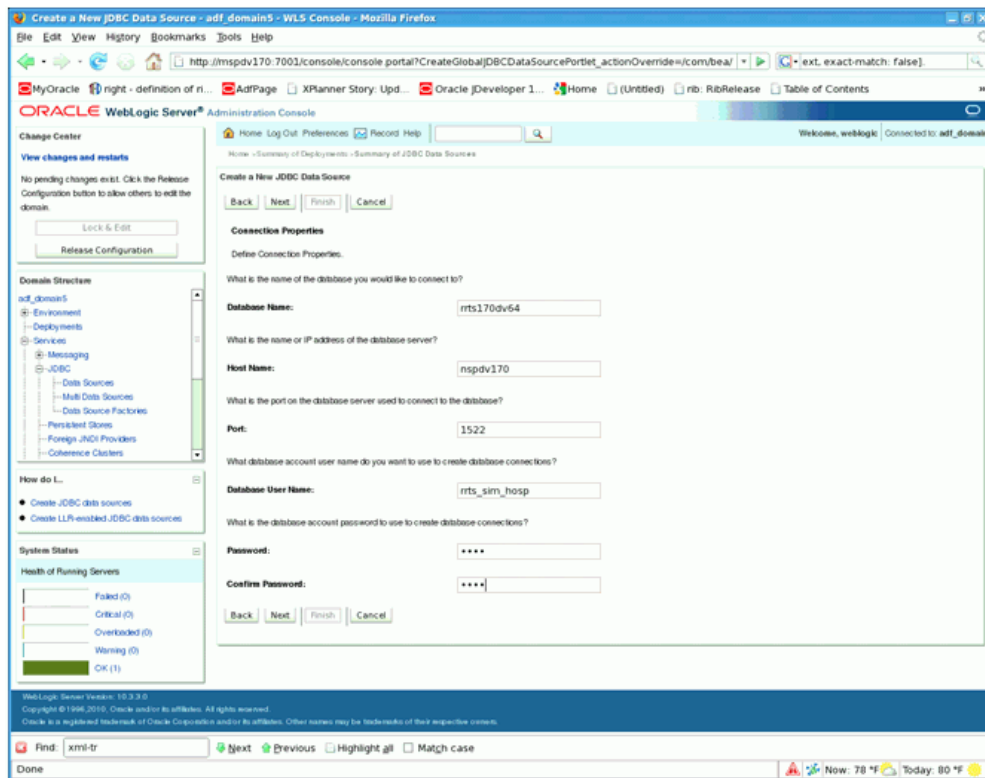 Create a New JDBC Data Source - adf_domain5 - WLS Console - Mozilla Firefox
File Edit View History Bookmarks Tools Help
http://mspdv170:7001/console/console.portal?CreateGlobalJDBCDataSourcePortlet_actionOverride=/com/bea/
ext, exact-match: false].
MyOracle right - definition of ri... AdfPage XPlanner Story: Upd... Oracle JDeveloper 1... Home (Untitled) rib: RibRelease Table of Contents
ORACLE WebLogic Server® Administration Console
Change Center
View changes and restarts
No pending changes exist. Click the Release
Configuration button to allow others to edit the
domain.
Lock & Edit
Release Configuration
Domain Structure
adf_domain5
Environment
Deployments
Services
Messaging
JDBC
Data Sources
Multi Data Sources
Data Source Factories
Persistent Stores
Foreign JNDI Providers
Coherence Clusters
How do I...
Create JDBC data sources
Create LLR-enabled JDBC data sources
System Status
Health of Running Servers
Failed (0)
Critical (0)
Overloaded (0)
Warning (0)
OK (1)
Home Log Out Preferences Record Help
Welcome, weblogic Connected to: adf_domain
Home >Summary of Deployments >Summary of JDBC Data Sources
Create a New JDBC Data Source
Back Next Finish Cancel
Connection Properties
Define Connection Properties.
What is the name of the database you would like to connect to?
Database Name: rrts170dv64
What is the name or IP address of the database server?
Host Name: nspdv170
What is the port on the database server used to connect to the database?
Port: 1522
What database account user name do you want to use to create database connections?
Database User Name: rrts_sim_hosp
What is the database account password to use to create database connections?
Password: ••••
Confirm Password: ••••
Back Next Finish Cancel
WebLogic Server Version: 10.3.3.0
Copyright © 1996,2010, Oracle and/or its affiliates. All rights reserved.
Oracle is a registered trademark of Oracle Corporation and/or its affiliates. Other names may be trademarks of their respective owners.
Find: xml-tr Next Previous Highlight all Match case
Done
Now: 78 °F Today: 80 °F